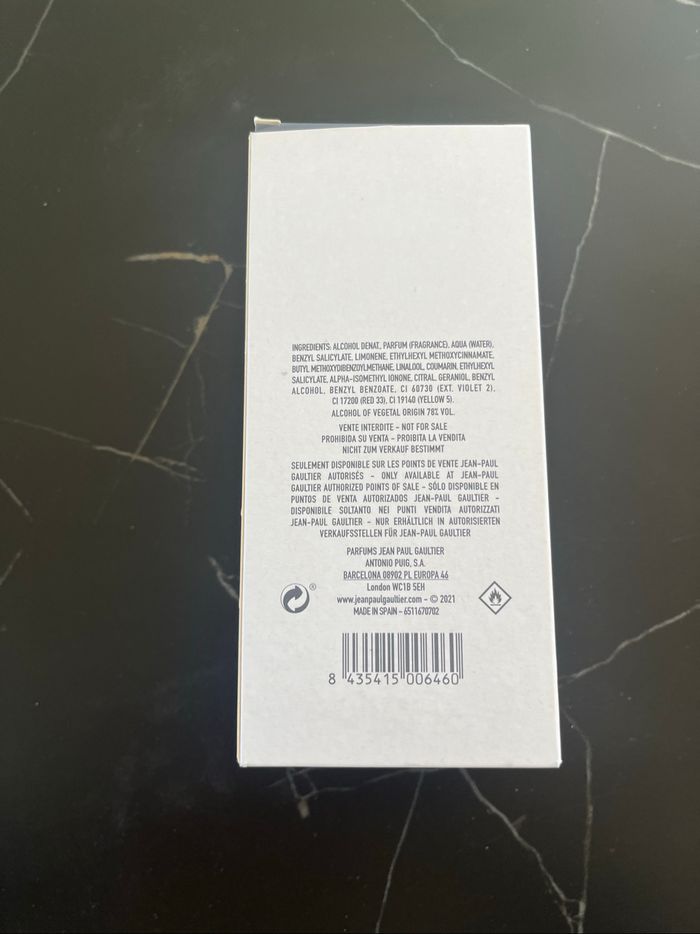 INGREDIENTS: ALCOHOL DENAT., PARFUM (FRAGRANCE), AQUA (WATER),
BENZYL SALICYLATE, LIMONENE, ETHYLHEXYL METHOXYCINNAMATE,
BUTYL METHOXYDIBENZOYLMETHANE, LINALOOL, COUMARIN, ETHYLHEXYL
SALICYLATE, ALPHA-ISOMETHYL IONONE, CITRAL, GERANIOL, BENZYL
ALCOHOL, BENZYL BENZOATE, CI 60730 (EXT. VIOLET 2),
CI 17200 (RED 33), CI 19140 (YELLOW 5).
ALCOHOL OF VEGETAL ORIGIN 78% VOL.
VENTE INTERDITE - NOT FOR SALE
PROHIBIDA SU VENTA - PROIBITA LA VENDITA
NICHT ZUM VERKAUF BESTIMMT
SEULEMENT DISPONIBLE SUR LES POINTS DE VENTE JEAN-PAUL
GAULTIER AUTORISÉS - ONLY AVAILABLE AT JEAN-PAUL
GAULTIER AUTHORIZED POINTS OF SALE - SÓLO DISPONIBLE EN
PUNTOS DE VENTA AUTORIZADOS JEAN-PAUL GAULTIER -
DISPONIBILE SOLTANTO NEI PUNTI VENDITA AUTORIZZATI
JEAN-PAUL GAULTIER - NUR ERHÄLTLICH IN AUTORISIERTEN
VERKAUFSSTELLEN FÜR JEAN-PAUL GAULTIER
PARFUMS JEAN PAUL GAULTIER
ANTONIO PUIG, S.A.
BARCELONA 08902 PL EUROPA 46
London WC1B 5EH
www.jeanpaulgaultier.com - © 2021
MADE IN SPAIN - 6511670702
®
8 435415 006460